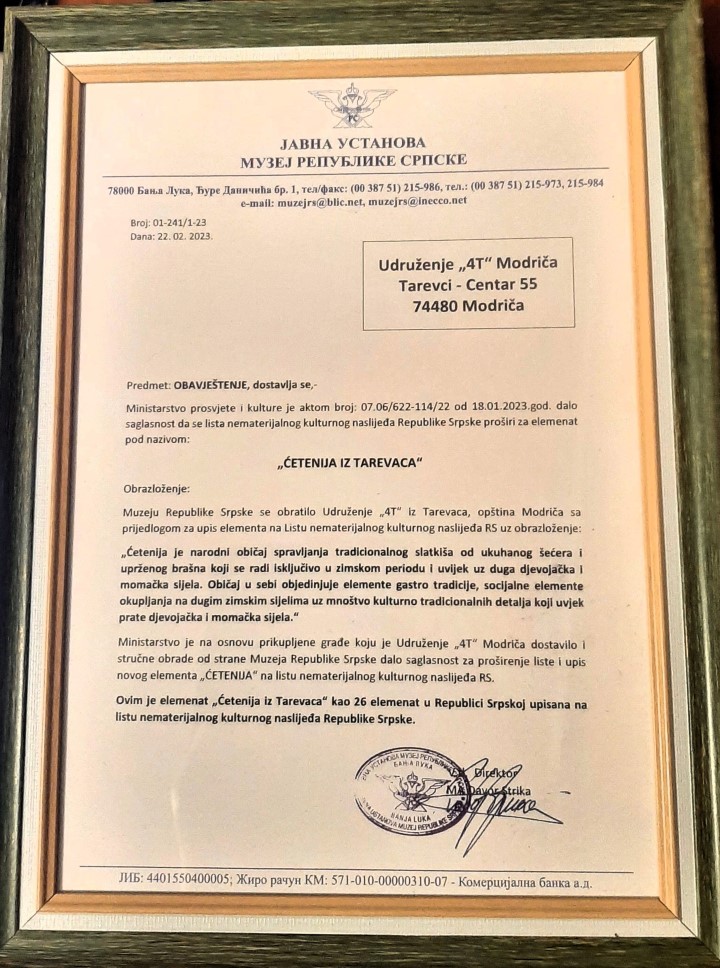 ЈАВНА УСТАНОВА
МУЗЕЈ РЕПУБЛИКЕ СРПСКЕ
78000 Бања Лука, Ђуре Даничића бр. 1, тел/факс: (00 387 51) 215-986, тел.: (00 387 51) 215-973, 215-984
e-mail: muzejrs@blic.net, muzejrs@inecco.net
Broj: 01-241/1-23
Dana: 22. 02. 2023.
Udruženje „4T“ Modriča
Tarevci - Centar 55
74480 Modriča
Predmet: OBAVJEŠTENJE, dostavlja se,-
Ministarstvo prosvjete i kulture je aktom broj: 07.06/622-114/22 od 18.01.2023.god. dalo
saglasnost da se lista nematerijalnog kulturnog naslijeđa Republike Srpske proširi za elemenat
pod nazivom:
„ĆETENIJA IZ TAREVACA“
Obrazloženje:
Muzeju Republike Srpske se obratilo Udruženje „4T“ iz Tarevaca, opština Modriča sa
prijedlogom za upis elementa na Listu nematerijalnog kulturnog naslijeđa RS uz obrazloženje:
„Ćetenija je narodni običaj spravljanja tradicionalnog slatkiša od ukuhanog šećera i
uprženog brašna koji se radi isključivo u zimskom periodu i uvijek uz duga djevojačka i
momačka sijela. Običaj u sebi objedinjuje elemente gastro tradicije, socijalne elemente
okupljanja na dugim zimskim sijelima uz mnoštvo kulturno tradicionalnih detalja koji uvjek
prate djevojačka i momačka sijela.“
Ministarstvo je na osnovu prikupljene građe koju je Udruženje „4T“ Modriča dostavilo i
stručne obrade od strane Muzeja Republike Srpske dalo saglasnost za proširenje liste i upis
novog elementa „ĆETENIJA“ na listu nematerijalnog kulturnog naslijeđa RS.
Ovim je elemenat „Ćetenija iz Tarevaca“ kao 26 elemenat u Republici Srpskoj upisana na
listu nematerijalnog kulturnog naslijeđa Republike Srpske.
УСТАНОВА МУЗЕЈ РЕПУБЛИКЕ
БАЊА ЛУКА
BANJA LUKA
USTANOVA MUZEJ REPUBLIKE
Direktor
MA Davor Strika
ЈИБ: 4401550400005; Жиро рачун КМ: 571-010-00000310-07 - Комерцијална банка а.д.